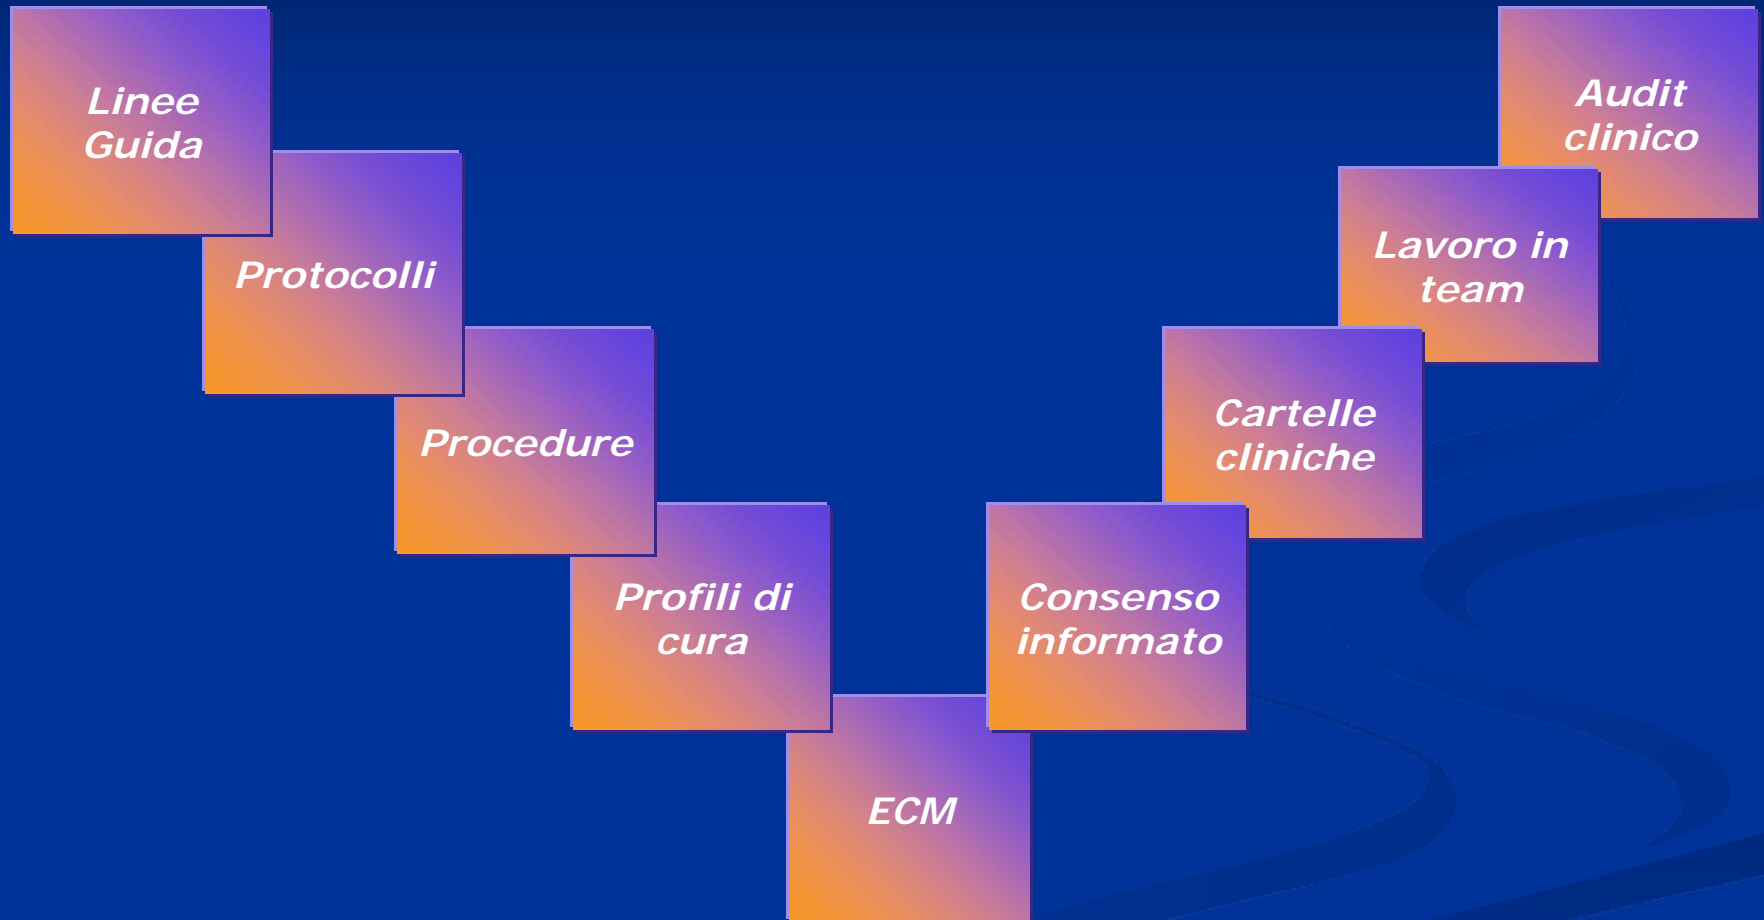 Linee
Guida
Protocolli
Procedure
Profili di
cura
ECM
Consenso
informato
Cartelle
cliniche
Lavoro in
team
Audit
clinico